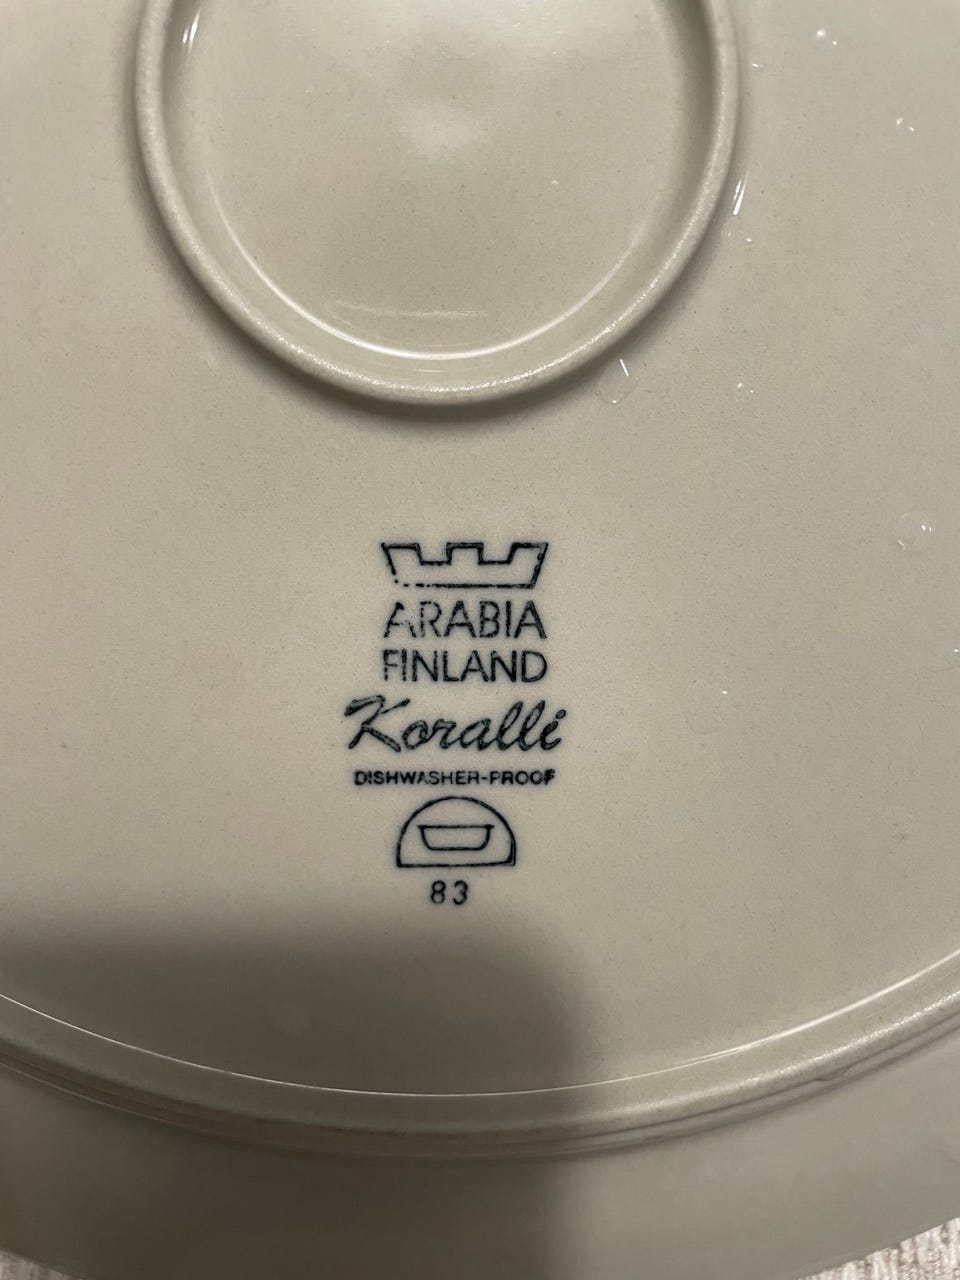 ARABIA
FINLAND
Koralli
DISHWASHER-PROOF
83